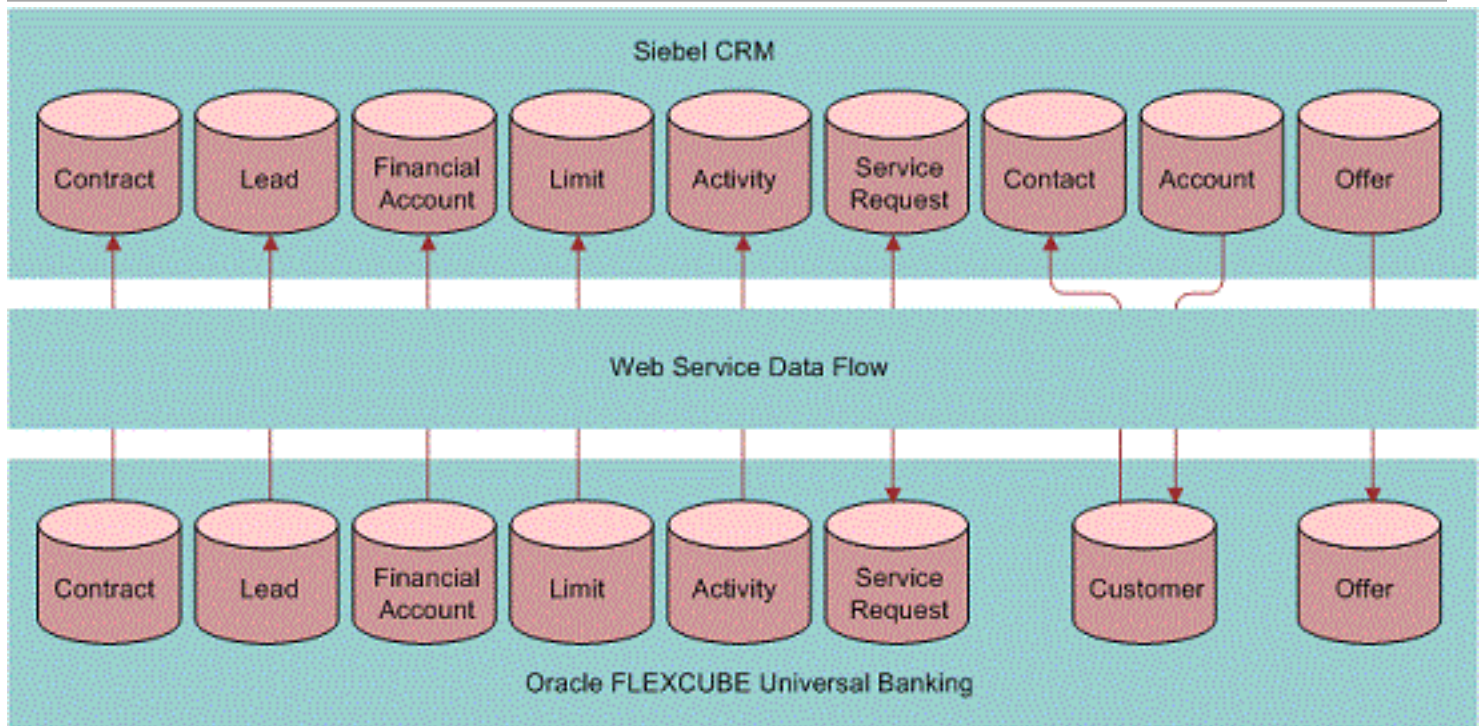 Siebel CRM
Contract
Lead
Financial
Account
Limit
Activity
Service
Request
Contact
Account
Offer
Web Service Data Flow
Contract
Lead
Financial
Account
Limit
Activity
Service
Request
Customer
Offer
Oracle FLEXCUBE Universal Banking